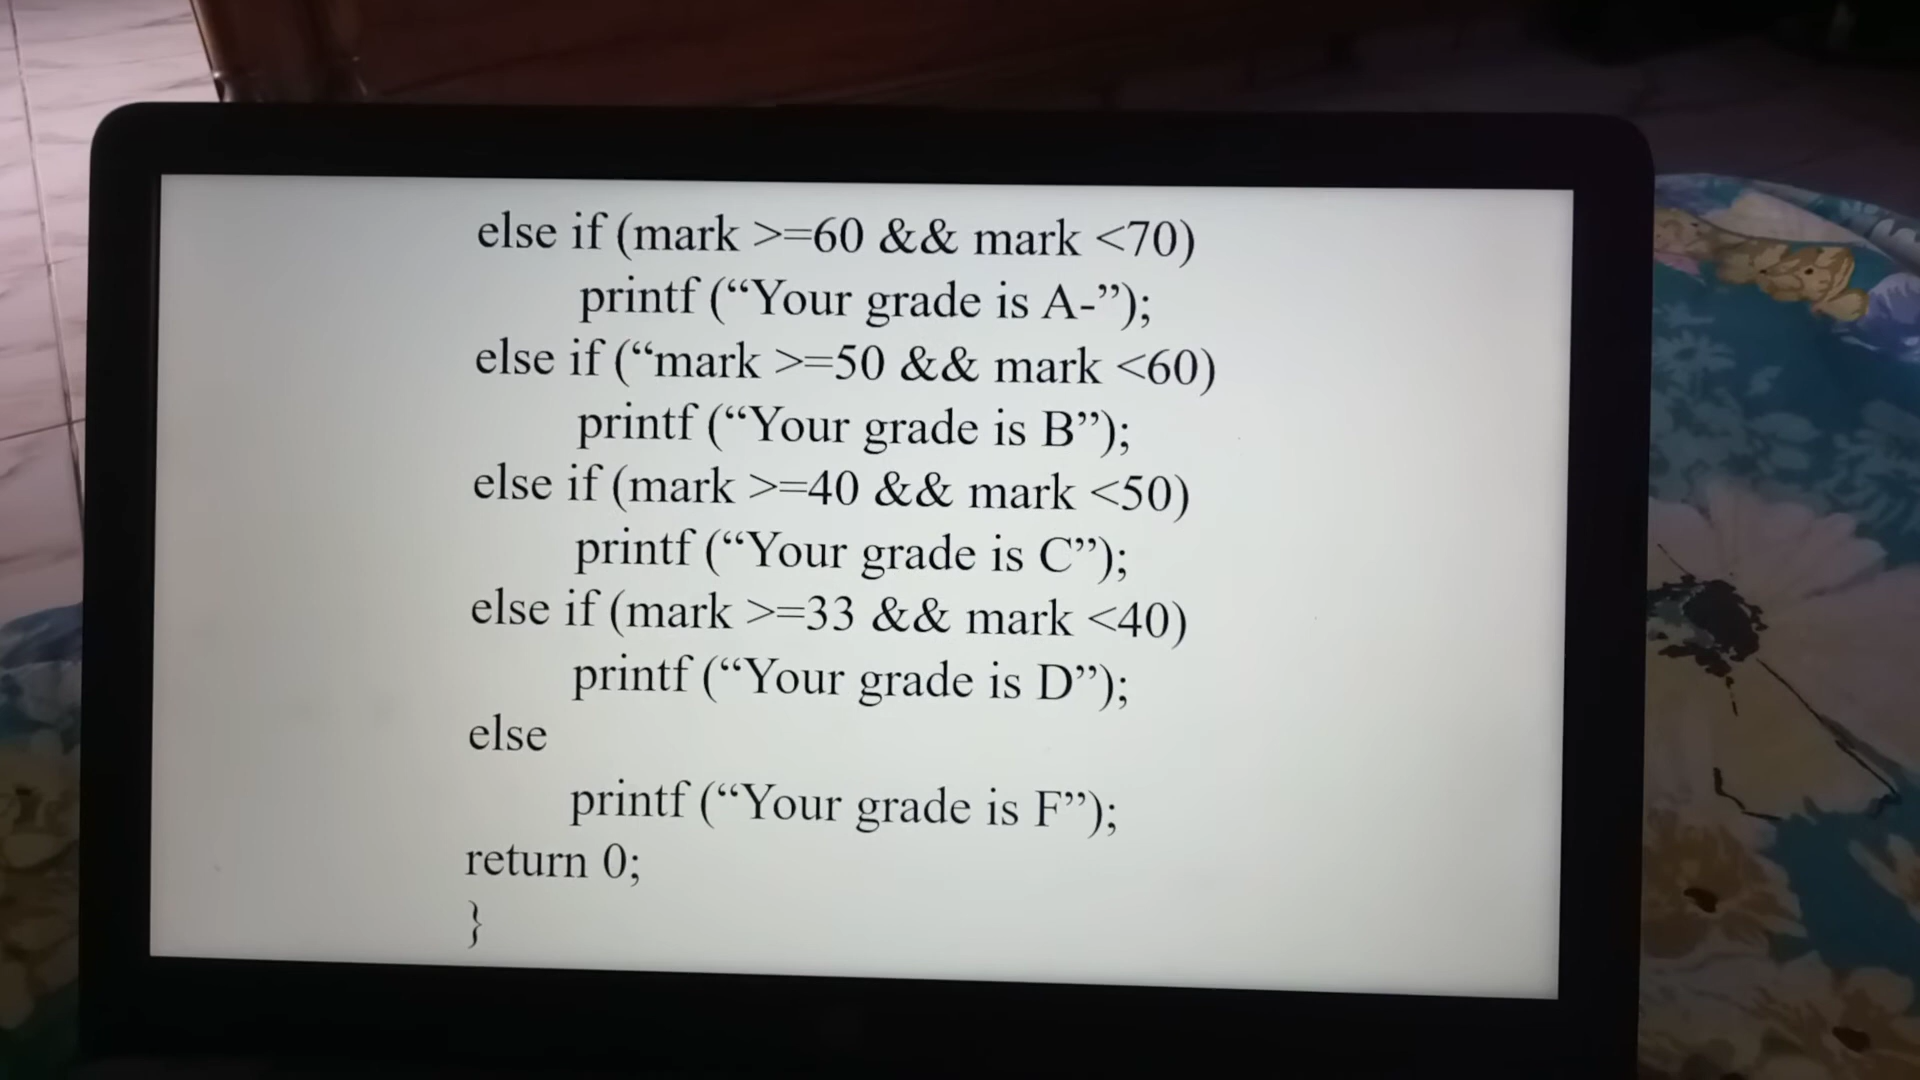 else if (mark >=60 && mark <70)
printf (“Your grade is A-”);
else if (“mark >=50 && mark <60)
printf (“Your grade is B”);
else if (mark >=40 && mark <50)
printf (“Your grade is C”);
else if (mark >=33 && mark <40)
printf (“Your grade is D”);
else
printf (“Your grade is F”);
return 0;
}